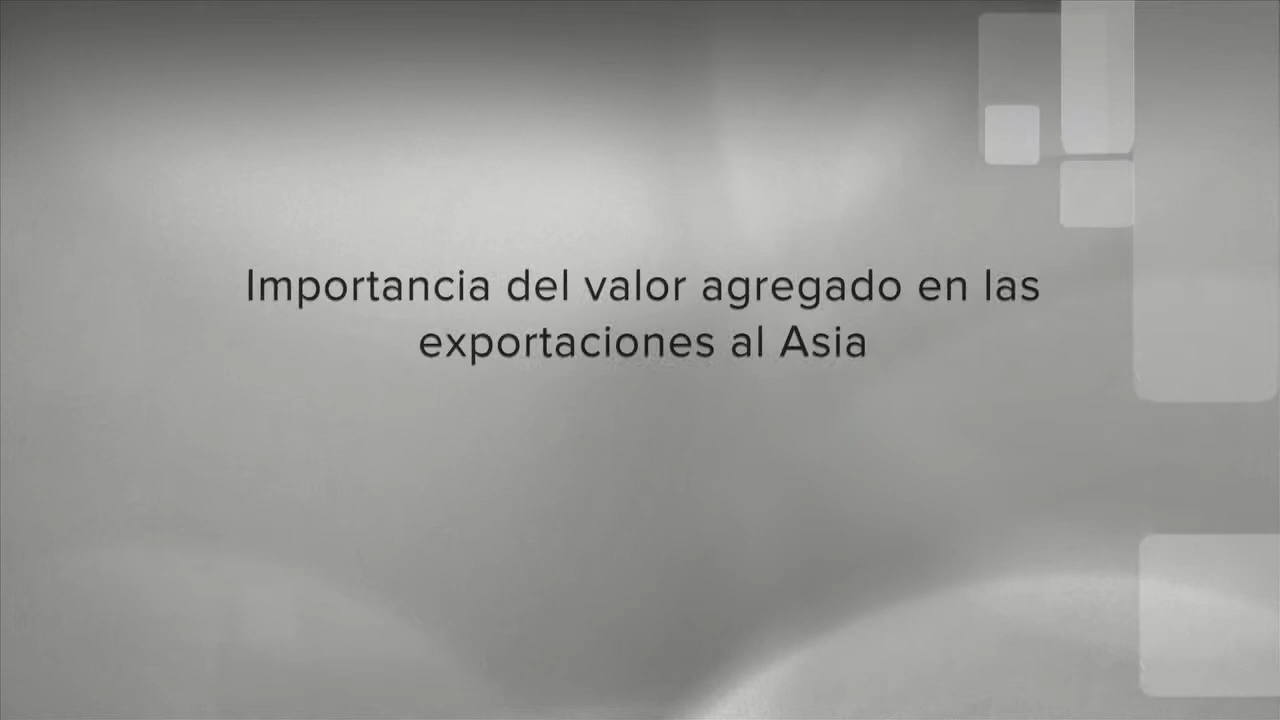 Importancia del valor agregado en las
exportaciones al Asia